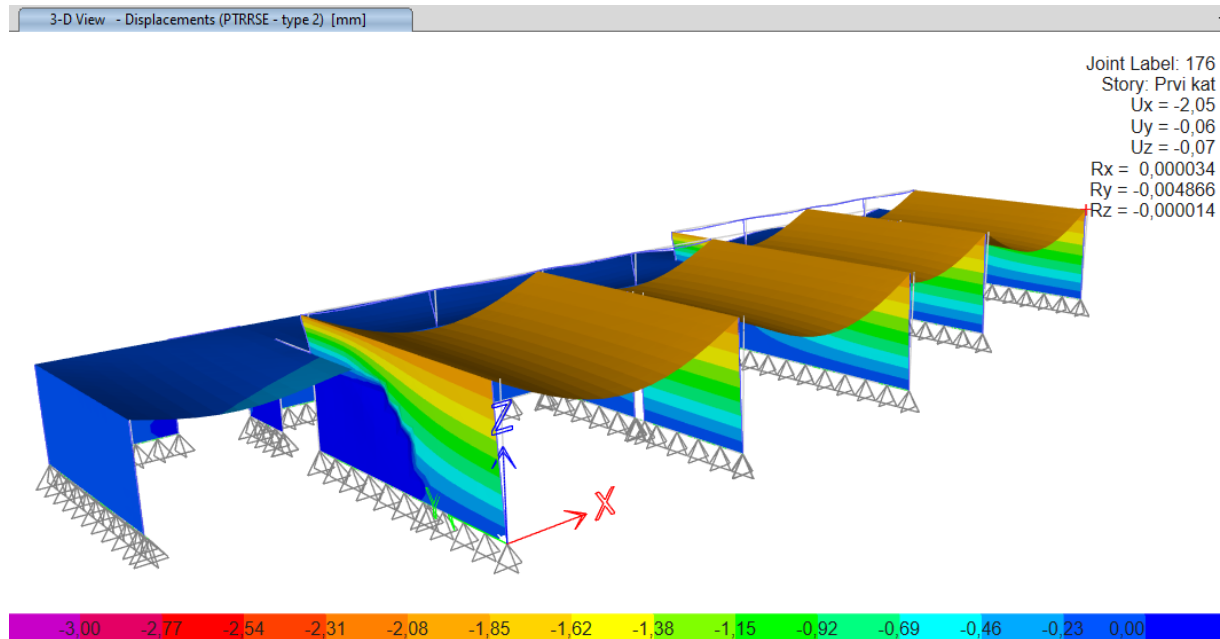 3-D View - Displacements (PTRRSE - type 2) [mm]
Joint Label: 176
Story: Prvi kat
Ux = -2,05
Uy = -0,06
Uz = -0,07
Rx = 0,000034
Ry = -0,004866
Rz = -0,000014
Z
X
Y
-3,00 -2,77 -2,54 -2,31 -2,08 -1,85 -1,62 -1,38 -1,15 -0,92 -0,69 -0,46 -0,23 0,00